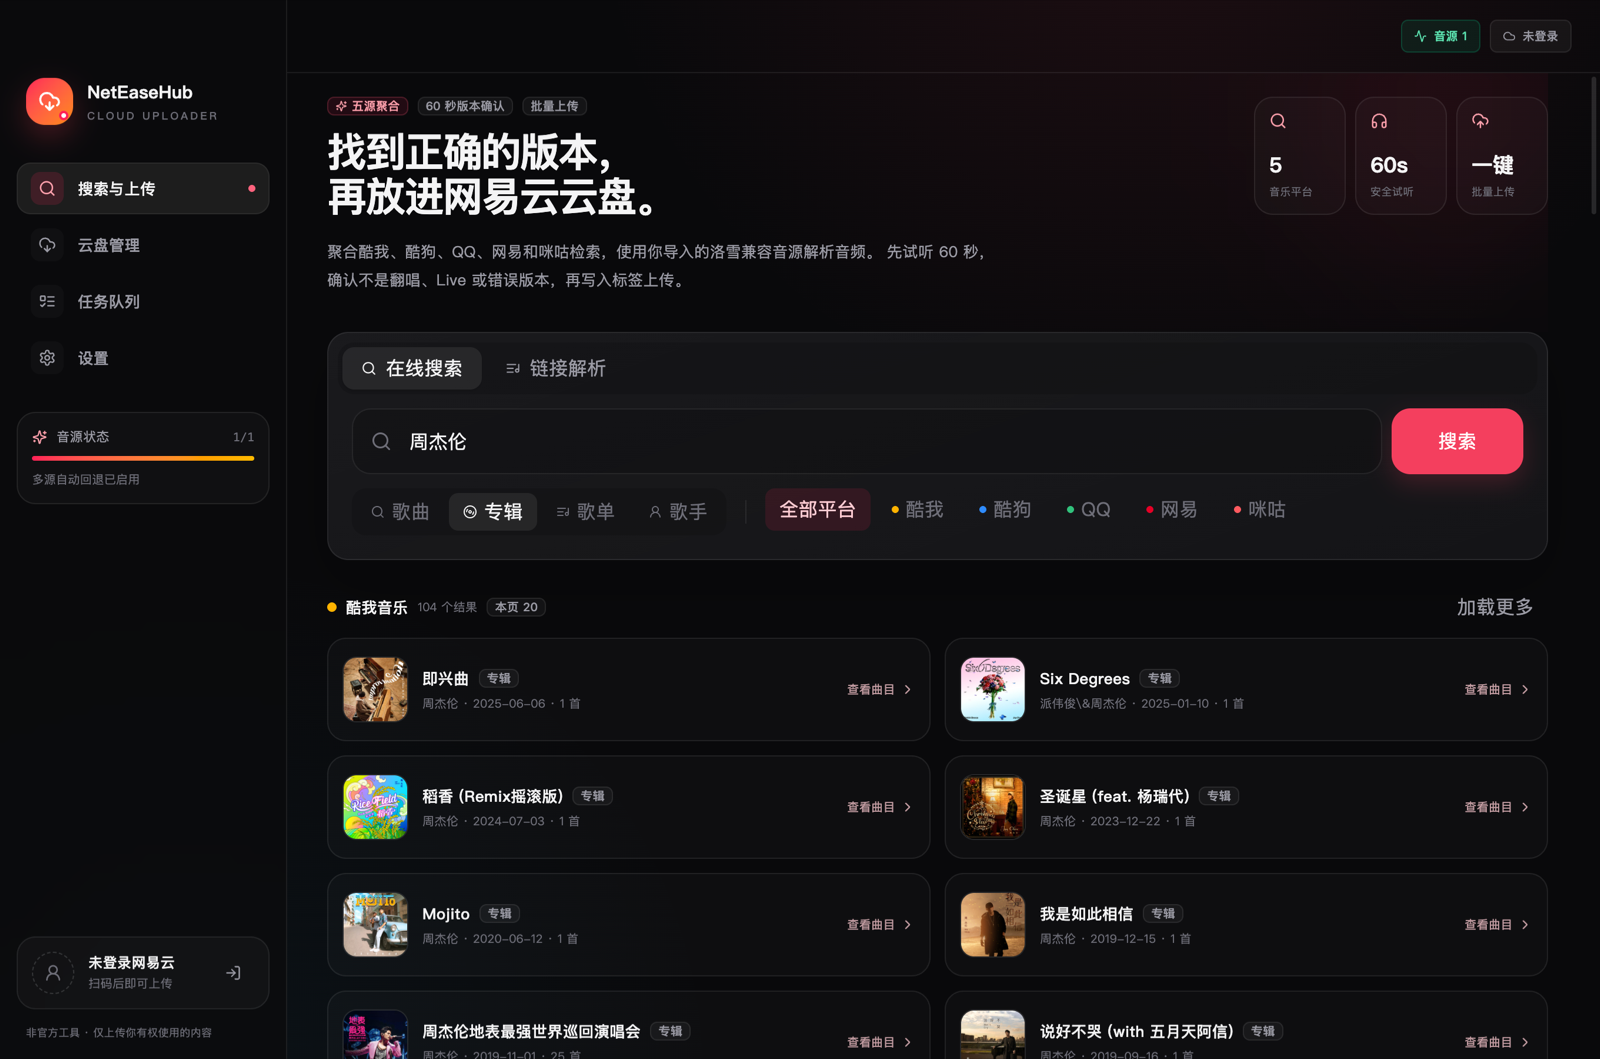 NetEaseHub
CLOUD UPLOADER
搜索与上传
云盘管理
任务队列
设置
音源状态 1/1
多源自动回退已启用
未登录网易云
扫码后即可上传
非官方工具 · 仅上传你有权使用的内容
音源 1
未登录
五源聚合 60 秒版本确认 批量上传
找到正确的版本，
再放进网易云云盘。
聚合酷我、酷狗、QQ、网易和咪咕检索，使用你导入的洛雪兼容音源解析音频。 先试听 60 秒，
确认不是翻唱、Live 或错误版本，再写入标签上传。
5
音乐平台
60s
安全试听
一键
批量上传
在线搜索 链接解析
周杰伦
搜索
歌曲 专辑 歌单 歌手 全部平台 酷我 酷狗 QQ 网易 咪咕
酷我音乐 104 个结果 本页 20 加载更多
即兴曲 专辑
周杰伦 · 2025-06-06 · 1 首
查看曲目
Six Degrees
Six Degrees 专辑
派伟俊\&周杰伦 · 2025-01-10 · 1 首
查看曲目
Rice Field
稻香 (Remix摇滚版) 专辑
周杰伦 · 2024-07-03 · 1 首
查看曲目
圣诞星 (feat. 杨瑞代) 专辑
周杰伦 · 2023-12-22 · 1 首
查看曲目
MOJITO
Mojito 专辑
周杰伦 · 2020-06-12 · 1 首
查看曲目
我是如此相信 专辑
周杰伦 · 2019-12-15 · 1 首
查看曲目
地表
最强
周杰伦地表最强世界巡回演唱会 专辑
周杰伦 · 2019-11-01 · 25 首
查看曲目
说好不哭 (with 五月天阿信) 专辑
周杰伦 · 2019-09-16 · 1 首
查看曲目